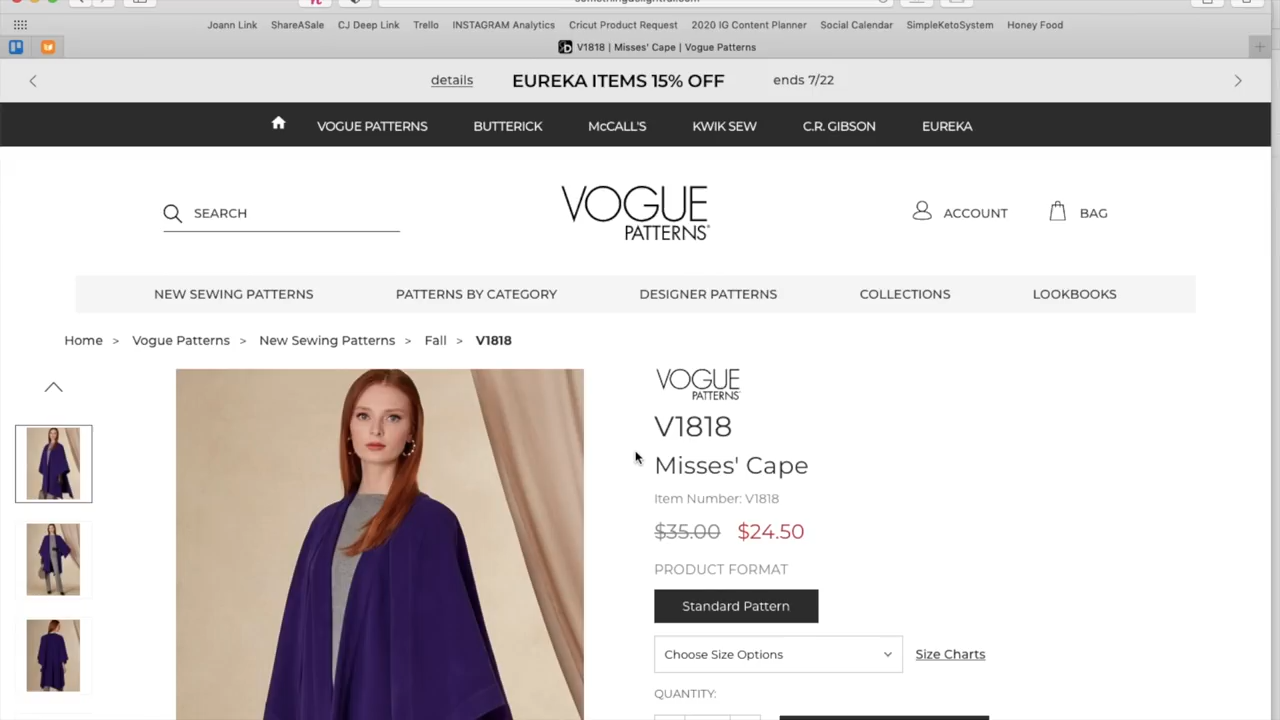 somethingdelightful.com
Joann Link ShareASale CJ Deep Link Trello INSTAGRAM Analytics Cricut Product Request 2020 IG Content Planner Social Calendar SimpleKetoSystem Honey Food
V1818 | Misses' Cape | Vogue Patterns
details EUREKA ITEMS 15% OFF ends 7/22
VOGUE PATTERNS BUTTERICK McCALL'S KWIK SEW C.R. GIBSON EUREKA
SEARCH
VOGUE
PATTERNS
ACCOUNT BAG
NEW SEWING PATTERNS PATTERNS BY CATEGORY DESIGNER PATTERNS COLLECTIONS LOOKBOOKS
Home > Vogue Patterns > New Sewing Patterns > Fall > V1818
VOGUE
PATTERNS
V1818
Misses' Cape
Item Number: V1818
$35.00 $24.50
PRODUCT FORMAT
Standard Pattern
Choose Size Options Size Charts
QUANTITY: